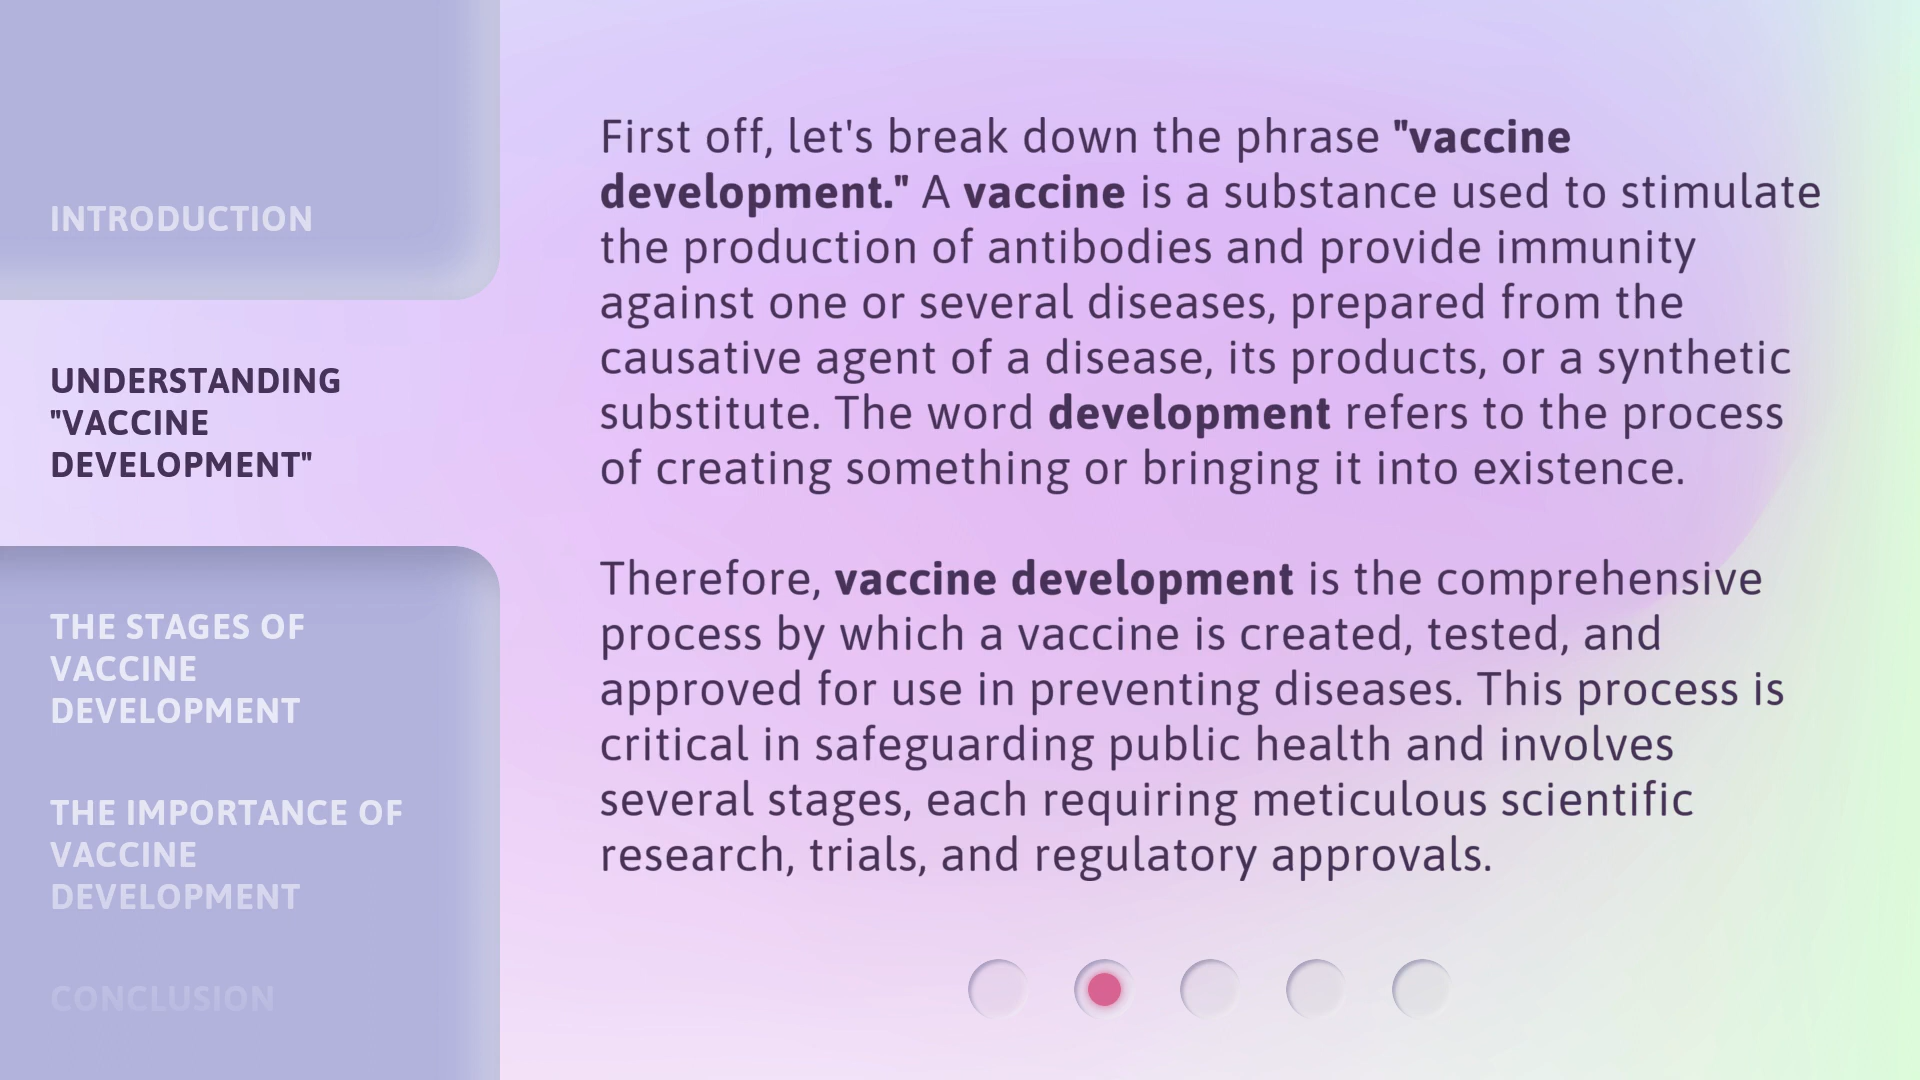 INTRODUCTION
UNDERSTANDING
"VACCINE
DEVELOPMENT"
THE STAGES OF
VACCINE
DEVELOPMENT
THE IMPORTANCE OF
VACCINE
DEVELOPMENT
CONCLUSION
First off, let's break down the phrase "vaccine
development." A vaccine is a substance used to stimulate
the production of antibodies and provide immunity
against one or several diseases, prepared from the
causative agent of a disease, its products, or a synthetic
substitute. The word development refers to the process
of creating something or bringing it into existence.
Therefore, vaccine development is the comprehensive
process by which a vaccine is created, tested, and
approved for use in preventing diseases. This process is
critical in safeguarding public health and involves
several stages, each requiring meticulous scientific
research, trials, and regulatory approvals.